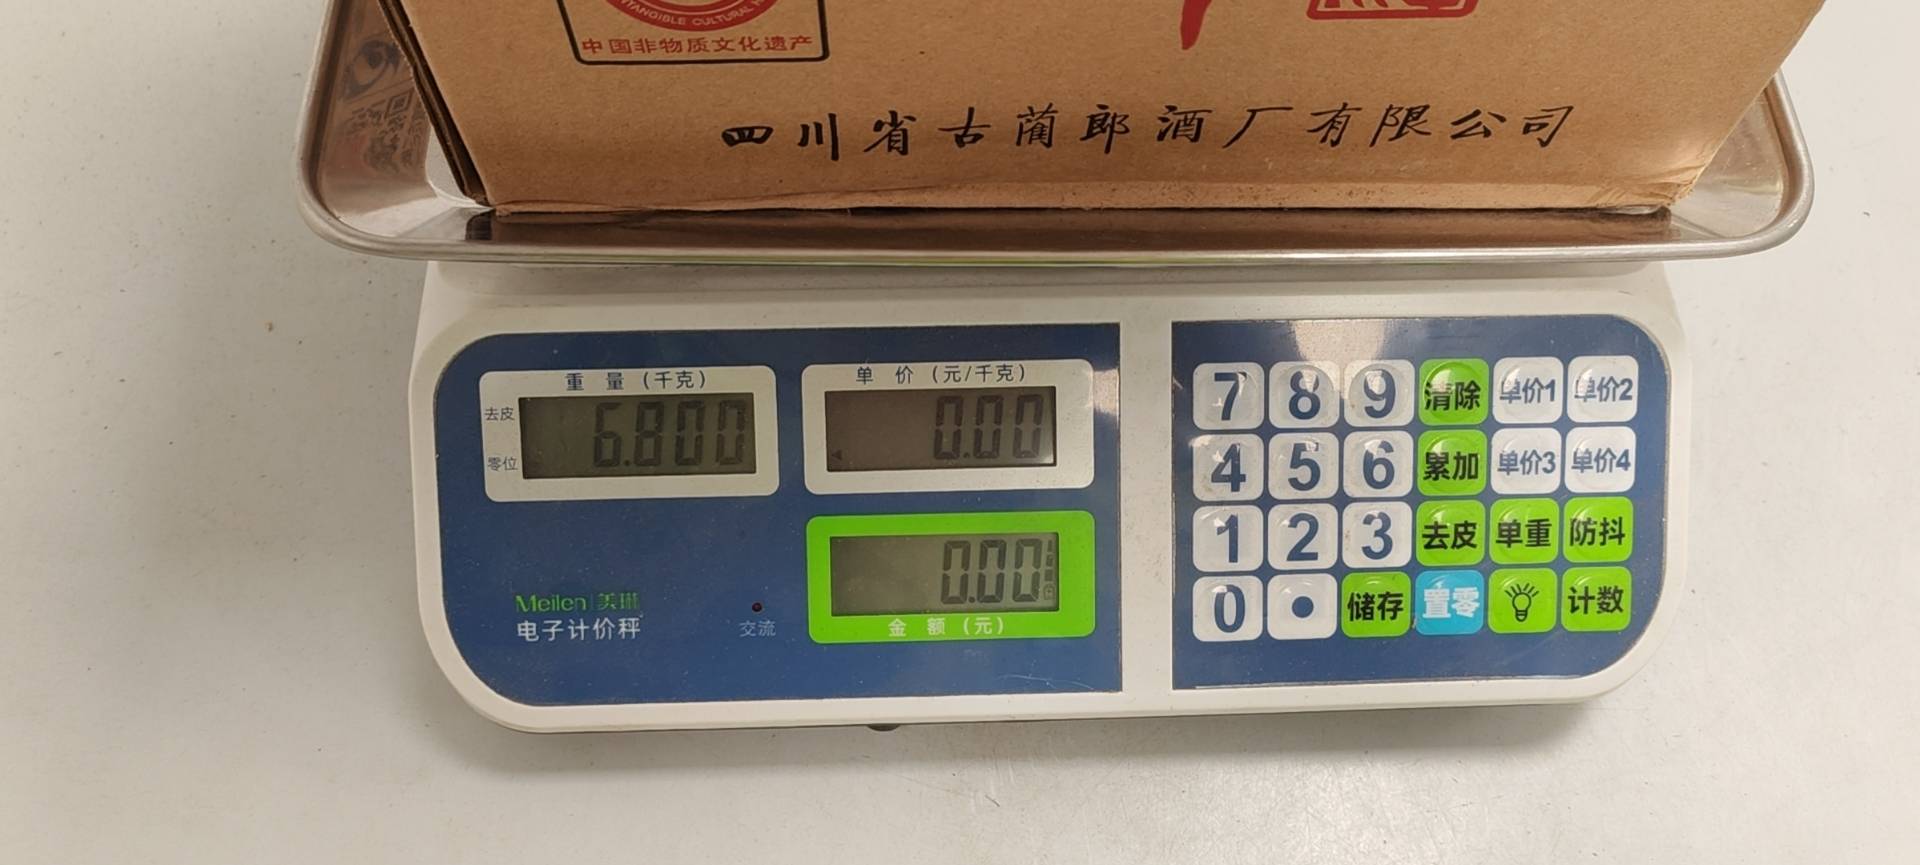 INTANGIBLE CULTURAL
中国非物质文化遗产
四川省古蔺郎酒厂有限公司
重量(千克)
去皮
零位
6.800
单价(元/千克)
0.00
0.00
金额(元)
Meilen|美琳
电子计价秤
交流
7 8 9 清除 单价1 单价2
4 5 6 累加 单价3 单价4
1 2 3 去皮 单重 防抖
0 • 储存 置零 计数